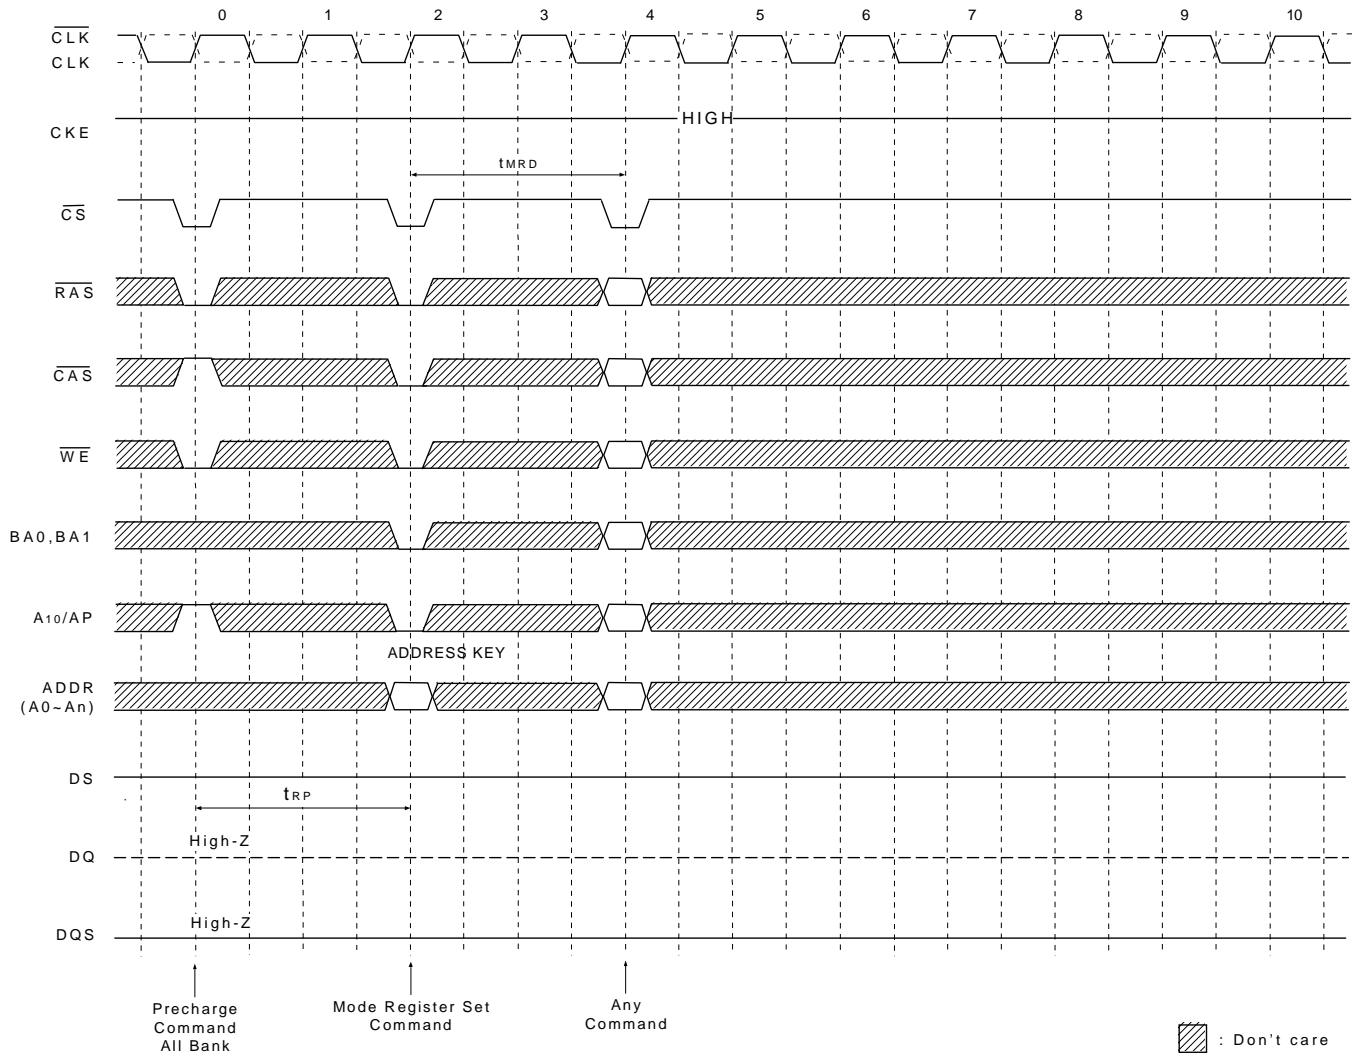 0 1 2 3 4 5 6 7 8 9 10
CLK
CLK
HIGH
CKE
tMRD
CS
RAS
CAS
WE
BA0,BA1
A10/AP
ADDRESS KEY
ADDR
(A0~An)
DS
tRP
High-Z
DQ
High-Z
DQS
Precharge
Command
All Bank
Mode Register Set
Command
Any
Command
: Don't care